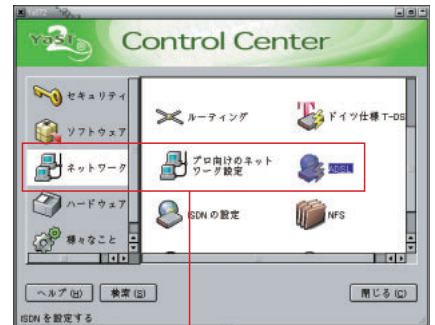 YaST2
YaST2 Control Center
セキュリティ
ソフトウェア
ネットワーク
ハードウェア
様々なこと
ルーティング
ドイツ仕様 T-DS
プロ向けのネット
ワーク設定
ADSL
ISDN の設定
NFS
ヘルプ (H)
検索 (S)
閉じる (C)
ISDN を設定する